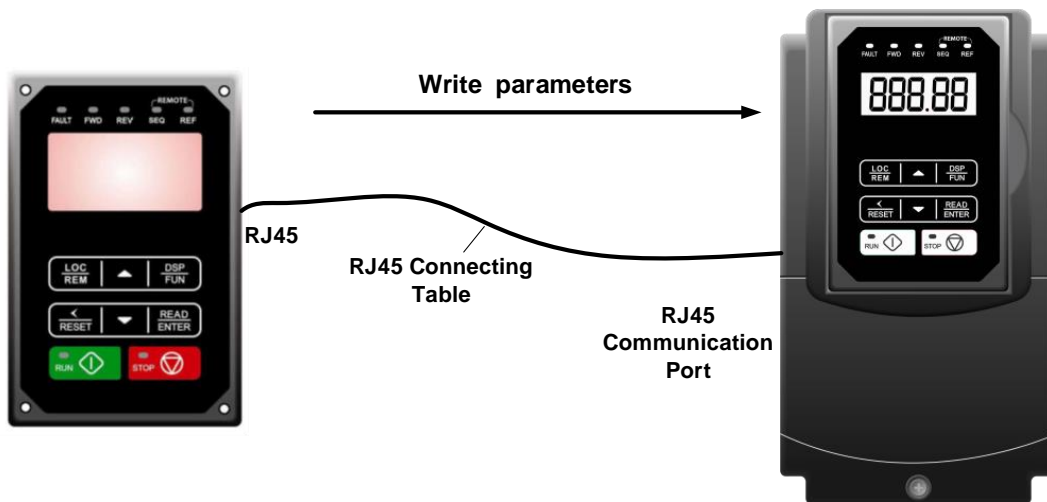 REMOTE
FAULT FWD REV SEQ REF
LOC
REM
DSP
FUN
<
RESET
READ
ENTER
RUN
STOP
Write parameters
RJ45
RJ45 Connecting
Table
RJ45
Communication
Port
REMOTE
FAULT FWD REV SEQ REF
888.88
LOC
REM
DSP
FUN
<
RESET
READ
ENTER
RUN
STOP